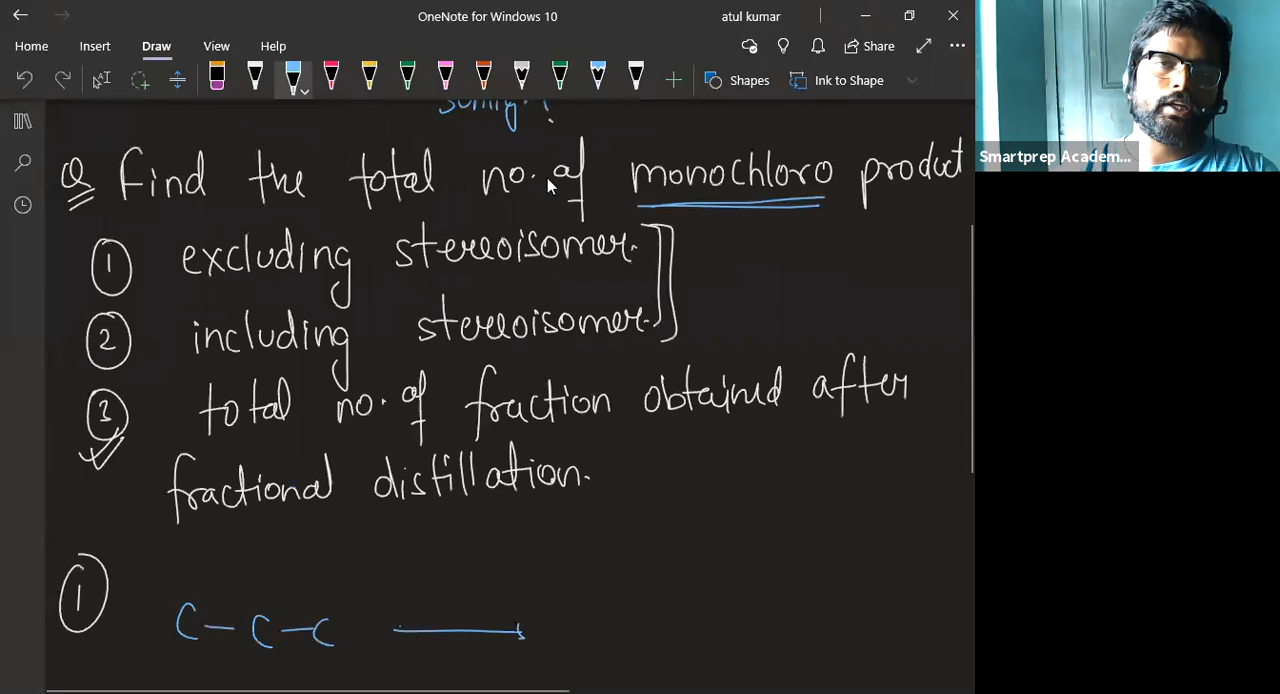 OneNote for Windows 10
atul kumar
Home Insert Draw View Help
Share
Shapes
Ink to Shape
Q Find the total no. of monochloro product
1 excluding stereoisomer.
2 including stereoisomer.
3 total no. of fraction obtained after
fractional distillation.
1
C-C-C
Smartprep Academ...